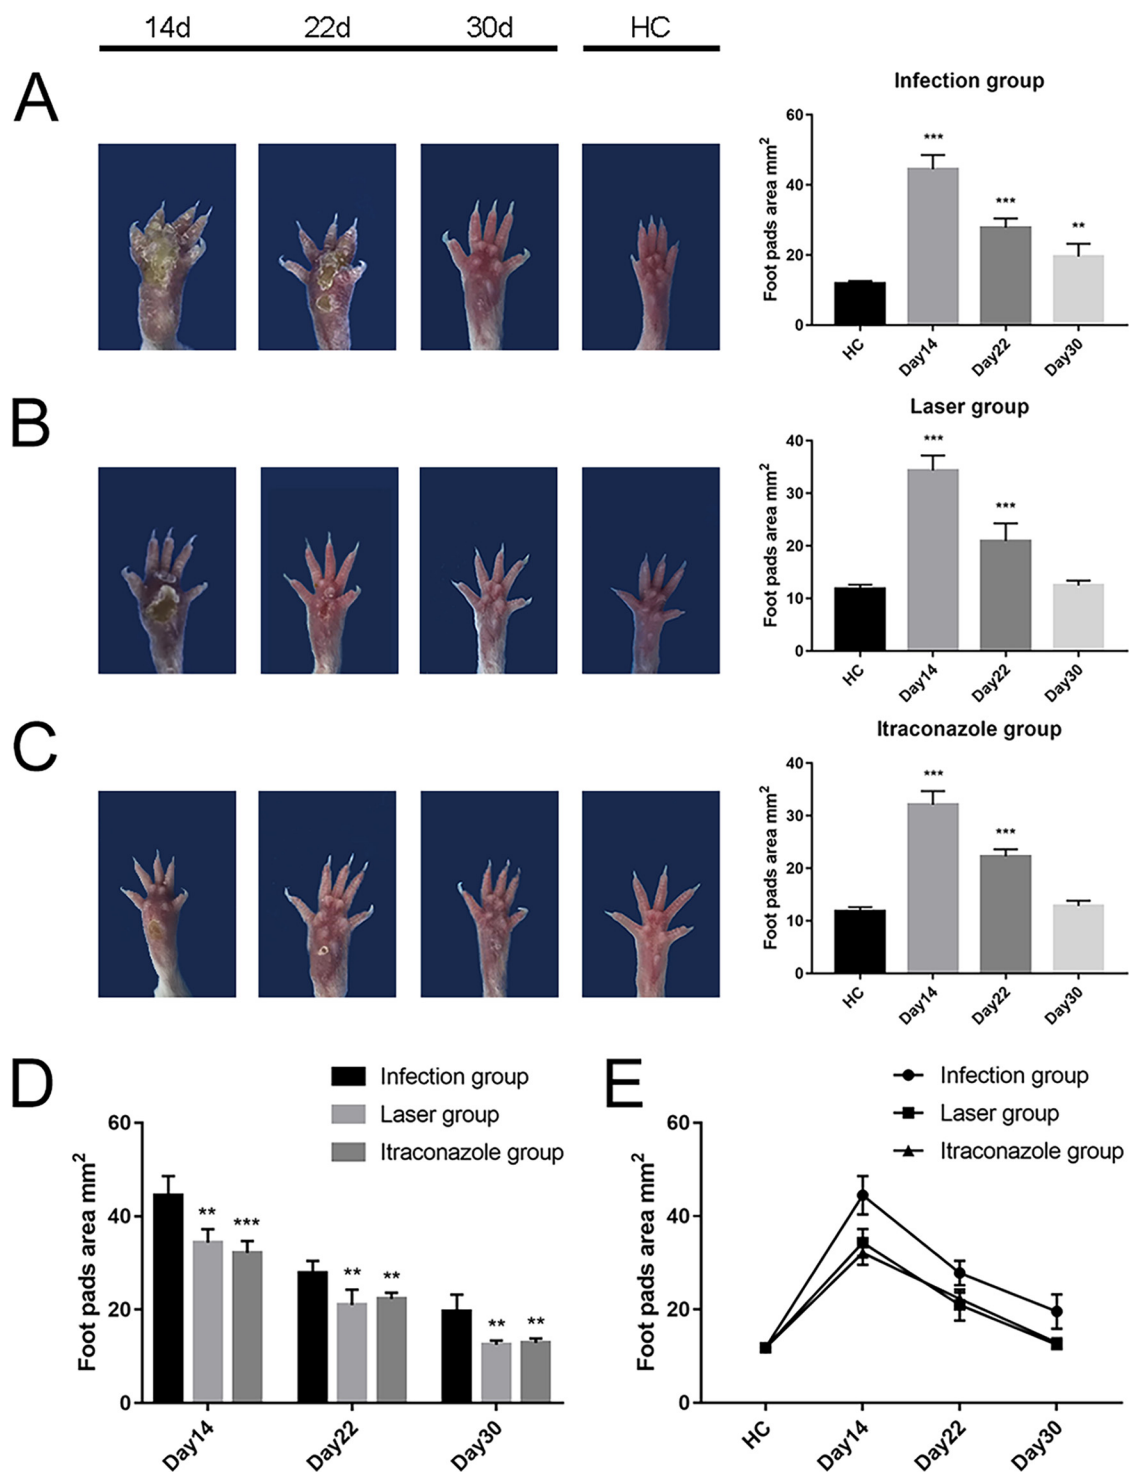 14d 22d 30d HC
A
Infection group
Foot pads area mm2
60
40
20
0
***
***
**
HC Day14 Day22 Day30
B
Laser group
Foot pads area mm2
40
30
20
10
0
***
***
HC Day14 Day22 Day30
C
Itraconazole group
Foot pads area mm2
40
30
20
10
0
***
***
HC Day14 Day22 Day30
D
Infection group
Laser group
Itraconazole group
Foot pads area mm2
60
40
20
0
** ***
** **
** **
Day14 Day22 Day30
E
Infection group
Laser group
Itraconazole group
Foot pads area mm2
60
40
20
0
HC Day14 Day22 Day30